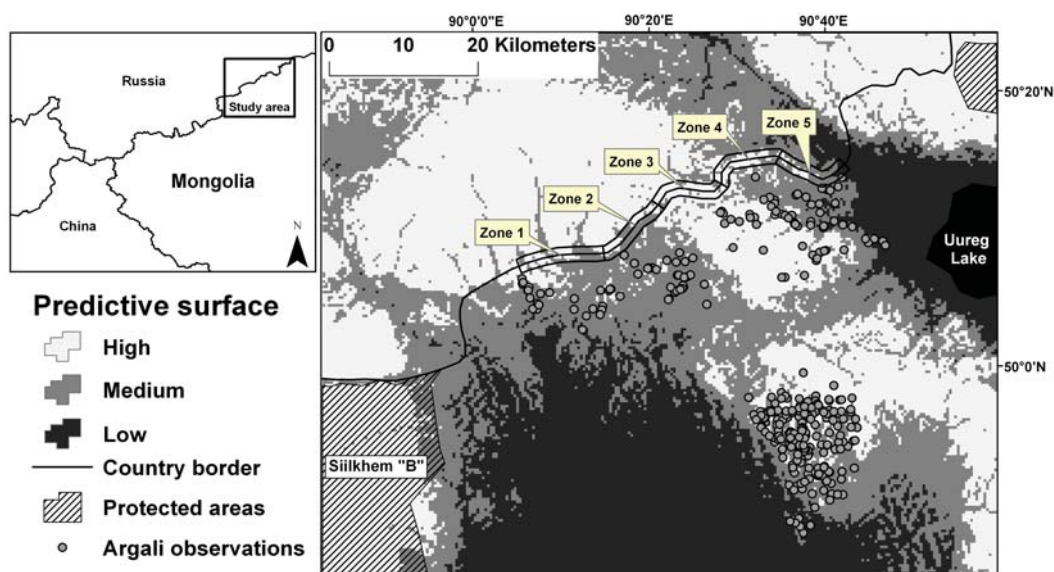 Russia
Study area
Mongolia
China
N
Predictive surface
High
Medium
Low
Country border
Protected areas
Argali observations
90°0'0"E
90°20'E
90°40'E
0 10 20 Kilometers
50°20'N
Zone 4
Zone 5
Zone 3
Zone 2
Zone 1
Uureg
Lake
50°0'N
Siilkhem "B"